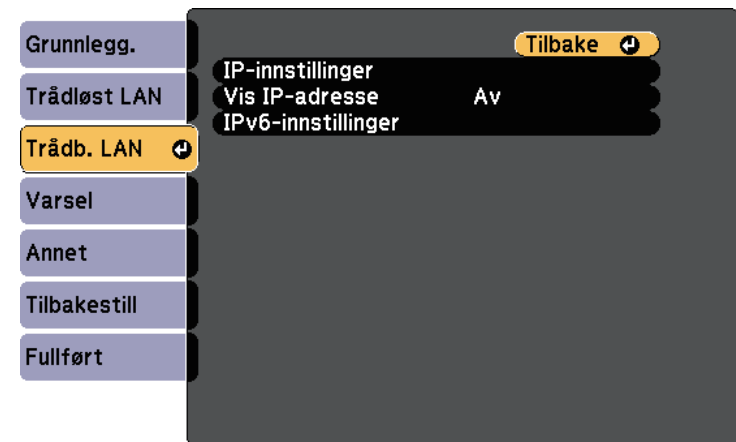 Grunnlegg.
Trådløst LAN
Trådb. LAN
Varsel
Annet
Tilbakestill
Fullført
Tilbake
IP-innstillinger
Vis IP-adresse Av
IPv6-innstillinger